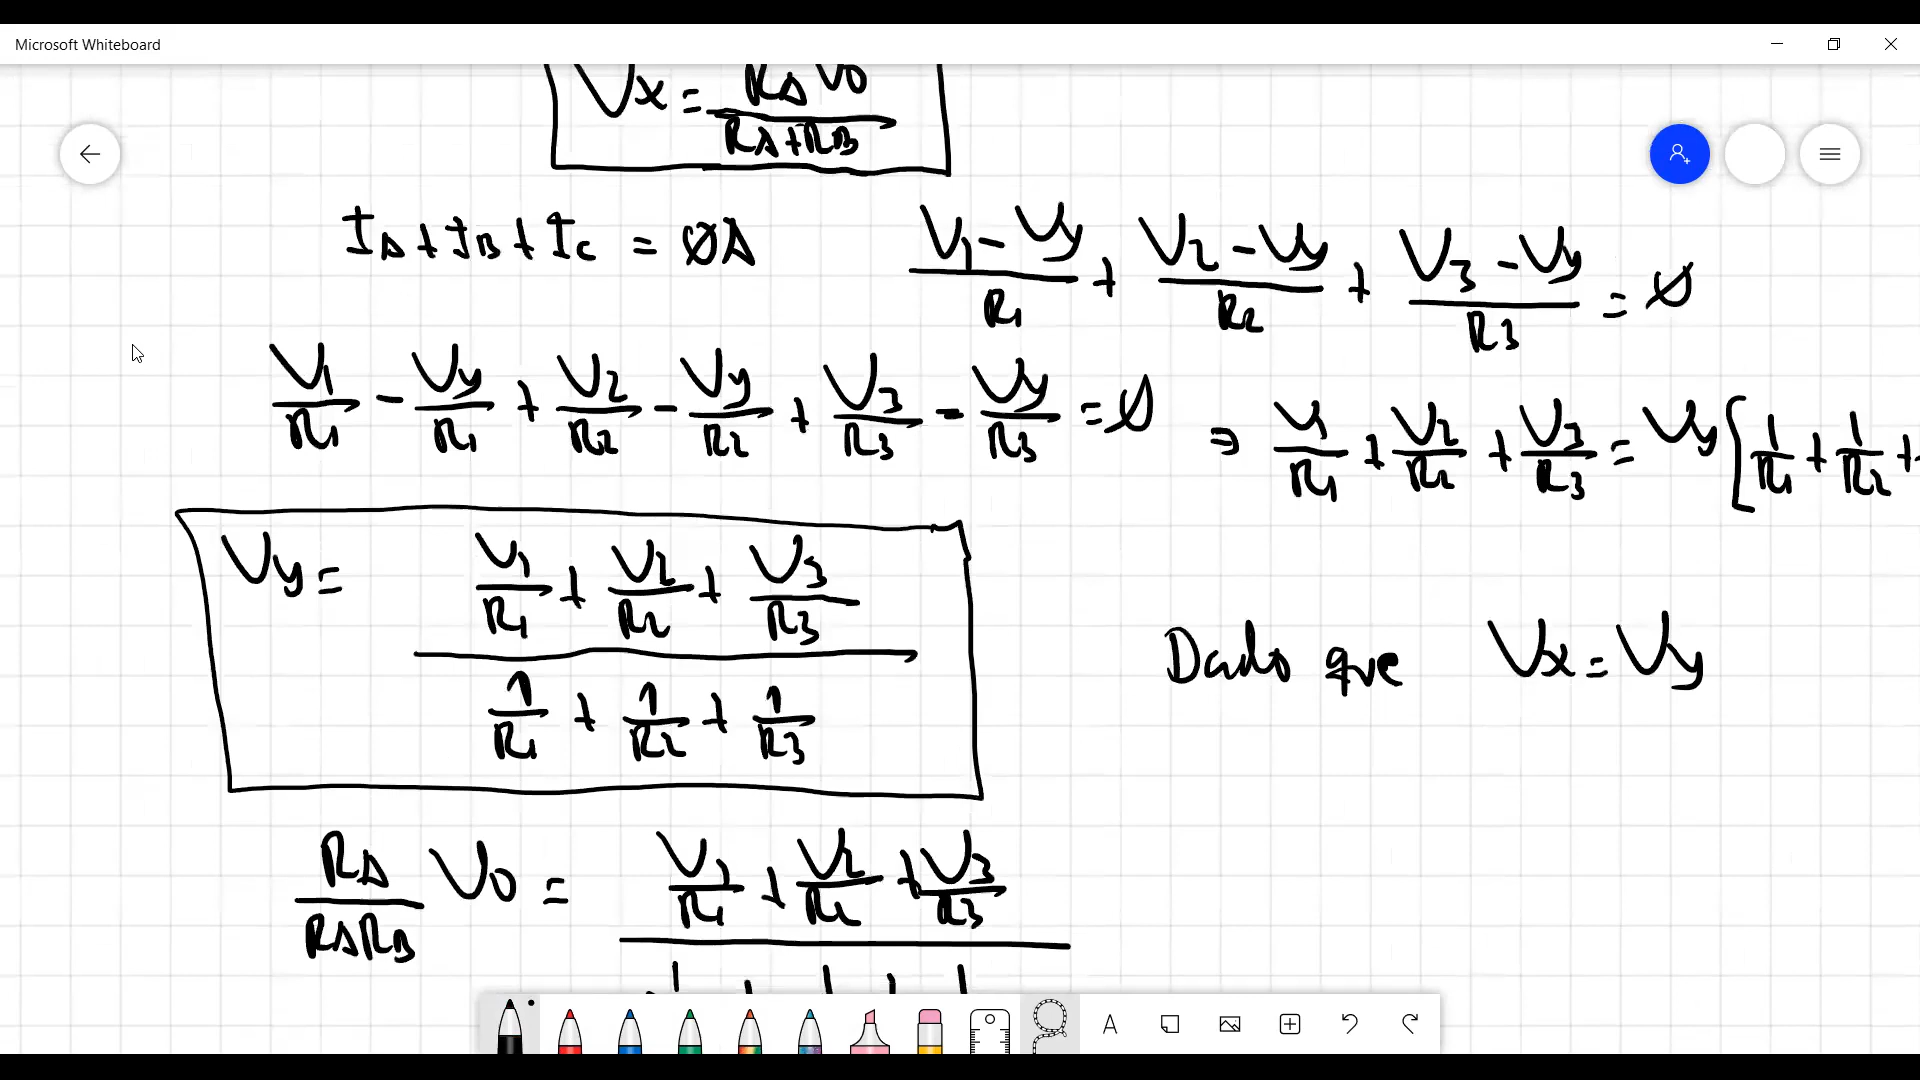 Microsoft Whiteboard
Vx = RA V0 / RA+RB
IA + IB + IC = ØA
V1 - Vy / R1 + V2 - Vy / R2 + V3 - Vy / R3 = Ø
V1/R1 - Vy/R1 + V2/R2 - Vy/R2 + V3/R3 - Vy/R3 = Ø
⇒ V1/R1 + V2/R2 + V3/R3 = Vy [ 1/R1 + 1/R2 +
Vy = V1/R1 + V2/R2 + V3/R3 / 1/R1 + 1/R2 + 1/R3
Dado que Vx = Vy
RA / RARB V0 = V1/R1 + V2/R2 + V3/R3